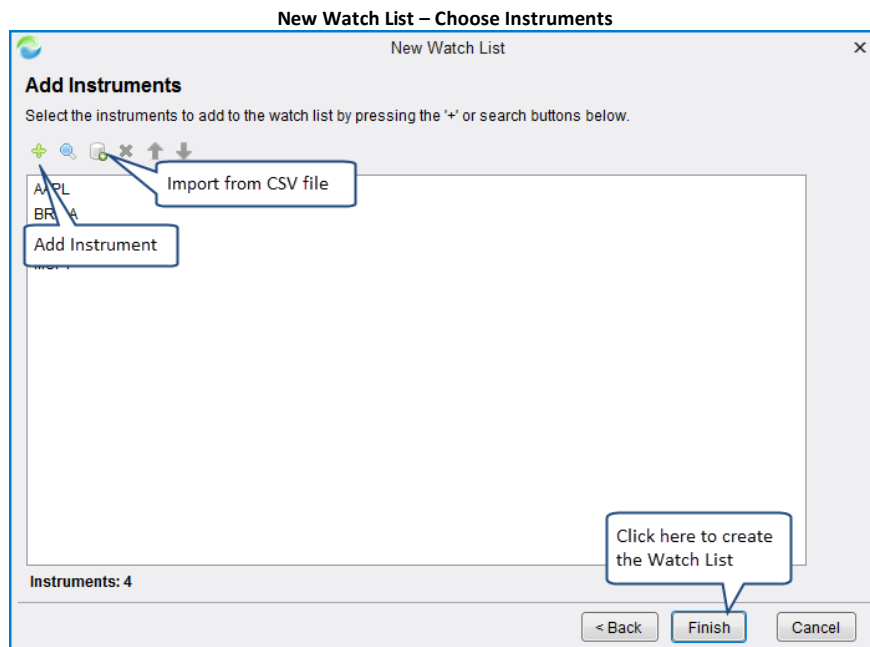 New Watch List – Choose Instruments
New Watch List
Add Instruments
Select the instruments to add to the watch list by pressing the '+' or search buttons below.
Import from CSV file
Add Instrument
Click here to create
the Watch List
Instruments: 4
< Back
Finish
Cancel